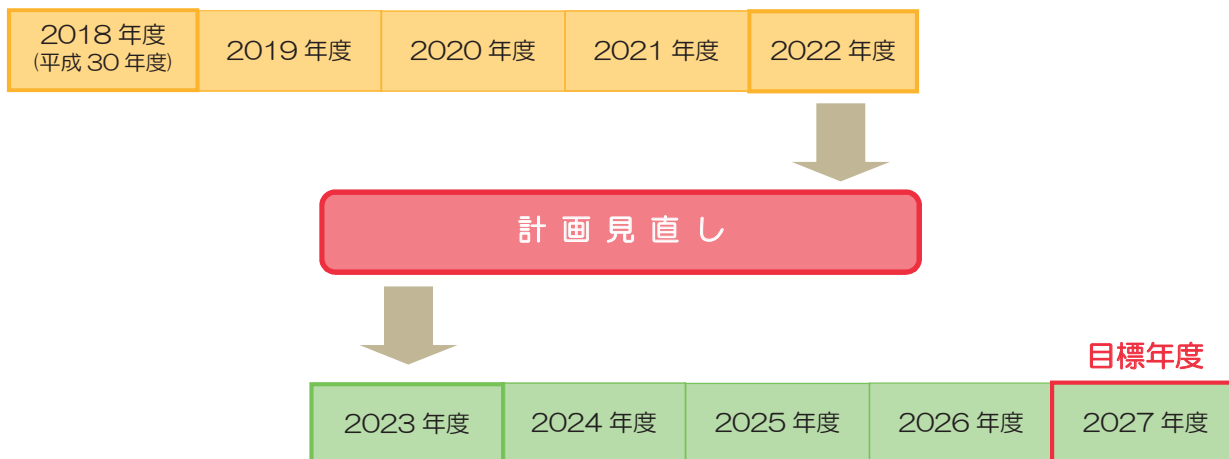 2018 年度
(平成 30 年度)
2019 年度
2020 年度
2021 年度
2022 年度
計画見直し
目標年度
2023 年度
2024 年度
2025 年度
2026 年度
2027 年度